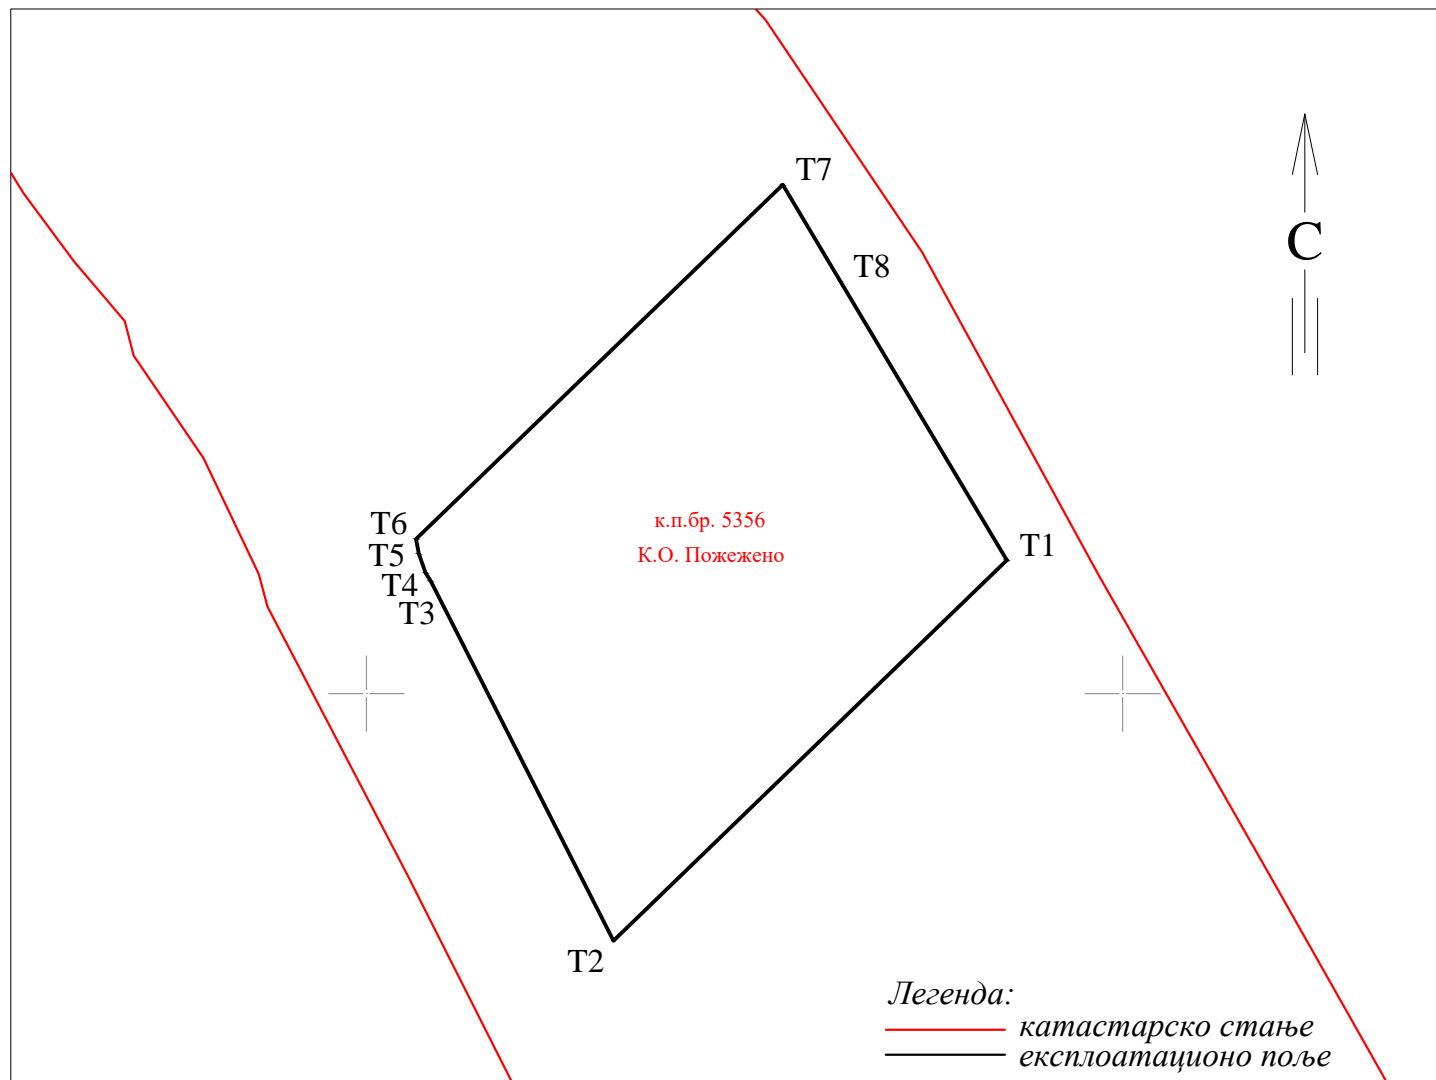 T7
T8
С
T6
к.п.бр. 5356
T1
T5
К.О. Пожежено
T4
T3
T2
Легенда:
катастарско стање
експлоатационо поље